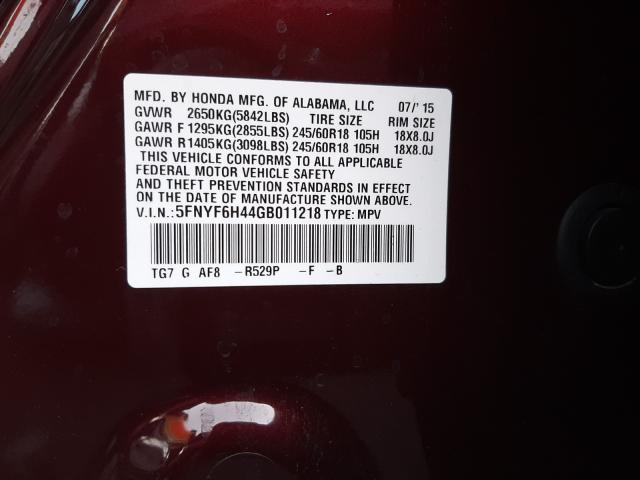 MFD. BY HONDA MFG. OF ALABAMA, LLC 07/'15
GVWR 2650KG(5842LBS) TIRE SIZE RIM SIZE
GAWR F 1295KG(2855LBS) 245/60R18 105H 18X8.0J
GAWR R 1405KG(3098LBS) 245/60R18 105H 18X8.0J
THIS VEHICLE CONFORMS TO ALL APPLICABLE
FEDERAL MOTOR VEHICLE SAFETY
AND THEFT PREVENTION STANDARDS IN EFFECT
ON THE DATE OF MANUFACTURE SHOWN ABOVE.
V.I.N.: 5FNYF6H44GB011218 TYPE: MPV
TG7 G AF8 -R529P -F -B